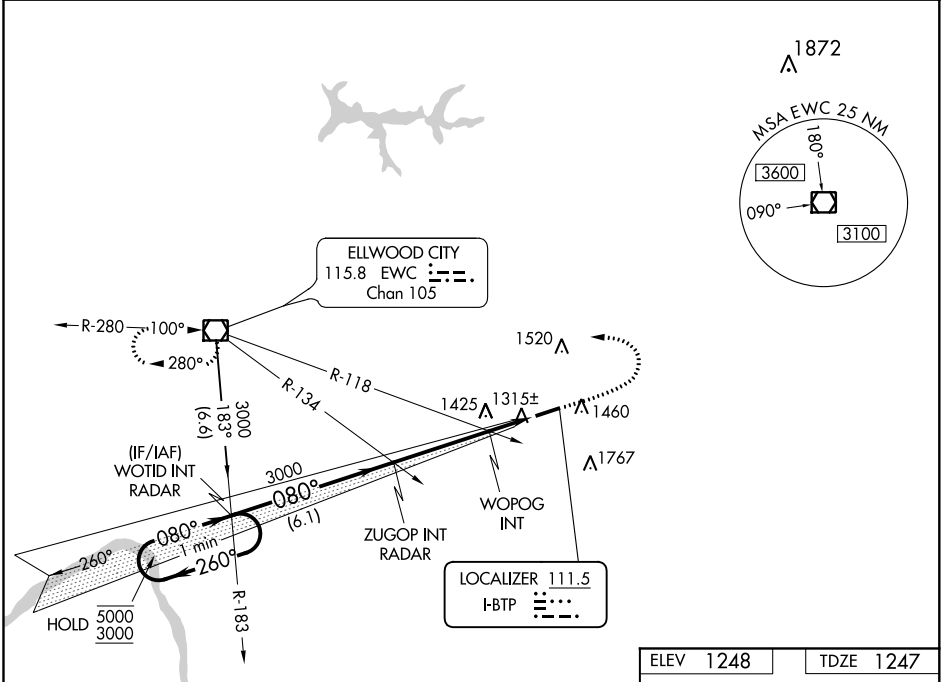 1872
MSA EWC 25 NM
180°
3600
090°
3100
ELLWOOD CITY
115.8 EWC
Chan 105
R-280
100°
280°
R-118
R-134
1520
3000
183°
(6.6)
1425
1315±
1460
(IF/IAF)
WOTID INT
RADAR
3000
1767
080°
(6.1)
WOPOG
INT
080°
1 min
260°
260°
ZUGOP INT
RADAR
LOCALIZER 111.5
I-BTP
HOLD 5000
3000
R-183
ELEV 1248
TDZE 1247